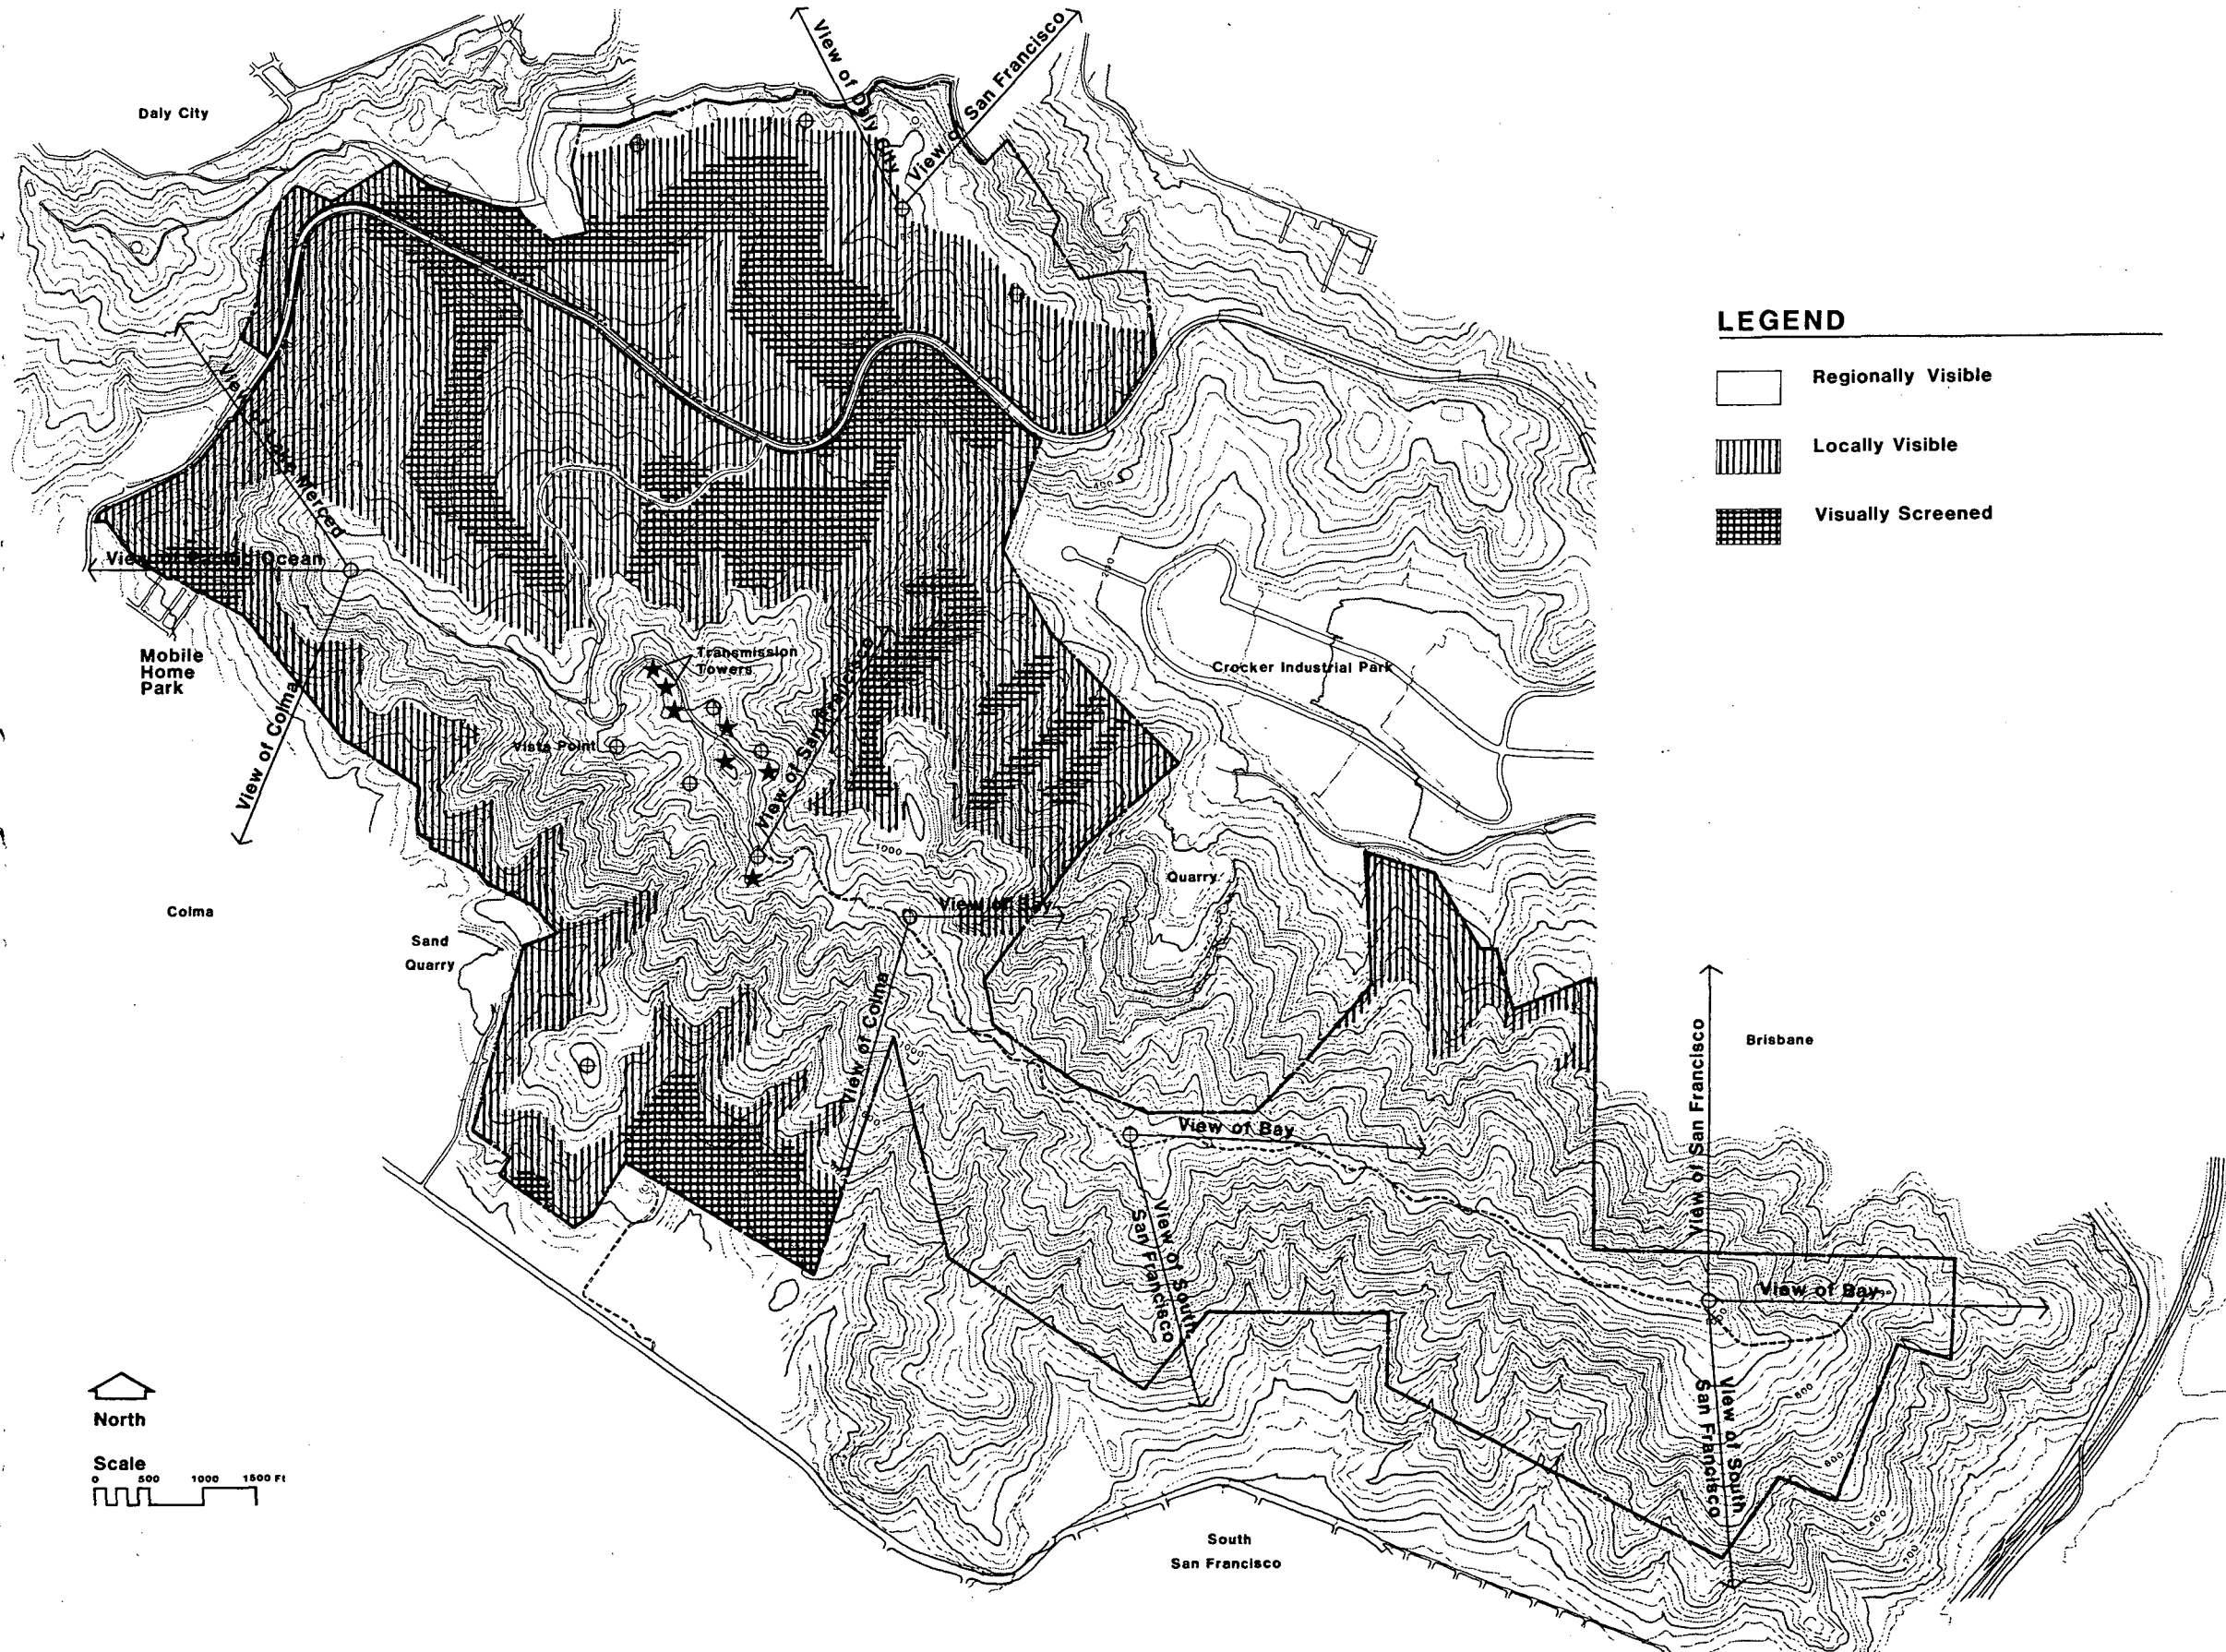 View of Daly City
View of San Francisco
Daly City
LEGEND
Regionally Visible
Locally Visible
Visually Screened
View of Lake Merced
View of Pacific Ocean
400
200
Mobile
Home
Park
Transmission
Towers
Crocker Industrial Park
View of Colma
Vista Point
View of San Francisco
1000
Quarry
View of Bay
Colma
Sand
Quarry
View of Colma
Brisbane
View of San Francisco
View of Bay
View of South
San Francisco
View of Bay
View of South
San Francisco
800
600
400
200
North
Scale
0 500 1000 1500 Ft
South
San Francisco